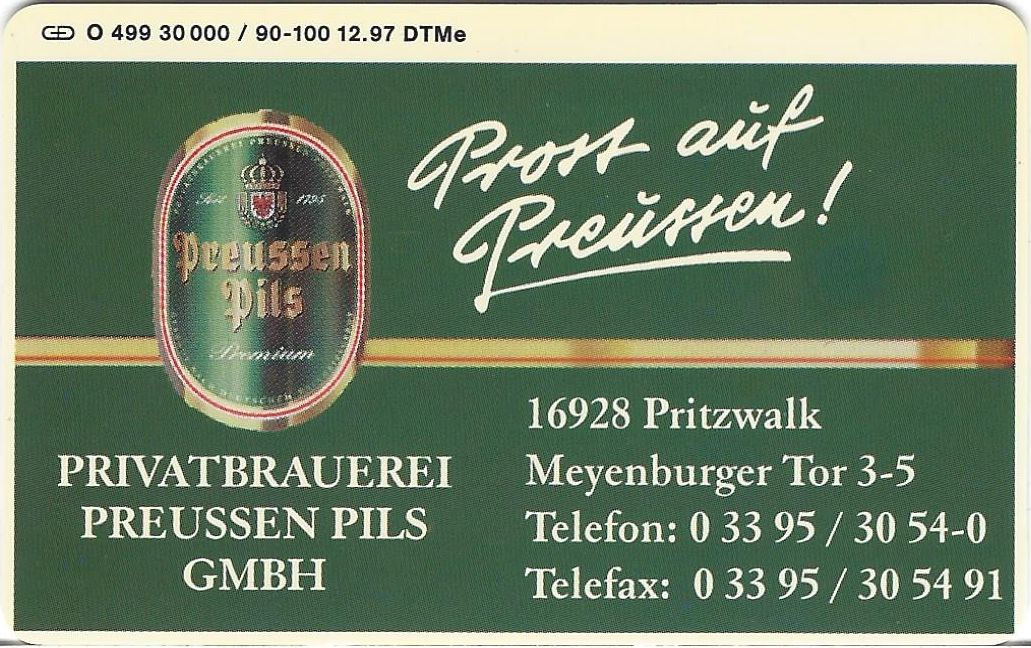 O 499 30 000 / 90-100 12.97 DTMe
Prost auf
Preussen!
Seit 1795
Preussen
Pils
Premium
PRIVATBRAUEREI
PREUSSEN PILS
GMBH
16928 Pritzwalk
Meyenburger Tor 3-5
Telefon: 0 33 95 / 30 54-0
Telefax: 0 33 95 / 30 54 91